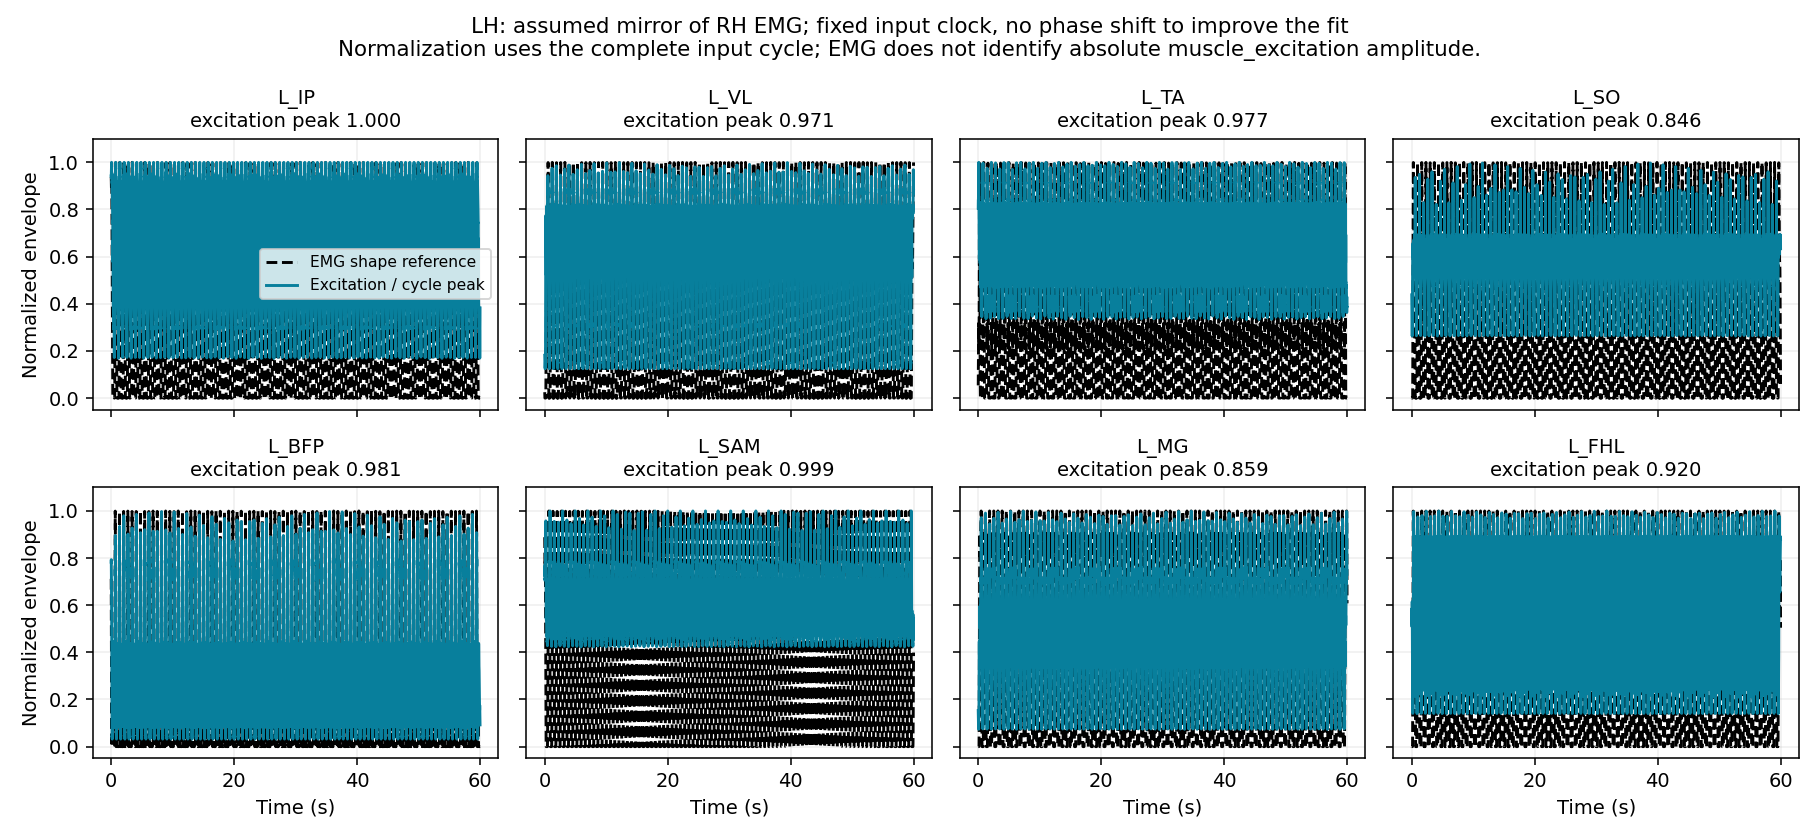 LH: assumed mirror of RH EMG; fixed input clock, no phase shift to improve the fit
Normalization uses the complete input cycle; EMG does not identify absolute muscle_excitation amplitude.
L_IP
excitation peak 1.000
L_VL
excitation peak 0.971
L_TA
excitation peak 0.977
L_SO
excitation peak 0.846
Normalized envelope
1.0
0.8
0.6
0.4
0.2
0.0
EMG shape reference
Excitation / cycle peak
L_BFP
excitation peak 0.981
L_SAM
excitation peak 0.999
L_MG
excitation peak 0.859
L_FHL
excitation peak 0.920
Normalized envelope
1.0
0.8
0.6
0.4
0.2
0.0
0 20 40 60
0 20 40 60
0 20 40 60
0 20 40 60
Time (s)
Time (s)
Time (s)
Time (s)